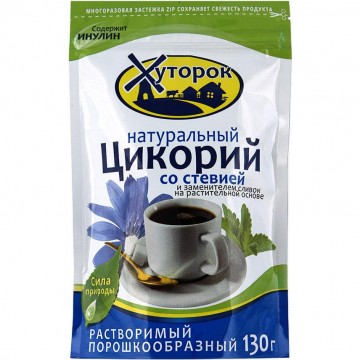 МНОГОРАЗОВАЯ ЗАСТЕЖКА ZIP СОХРАНЯЕТ СВЕЖЕСТЬ ПРОДУКТА
Содержит
ИНУЛИН
Хуторок
натуральный
Цикорий
со стевией
и заменителем сливок
на растительной основе
Сила
природы
РАСТВОРИМЫЙ
ПОРОШКООБРАЗНЫЙ 130 г